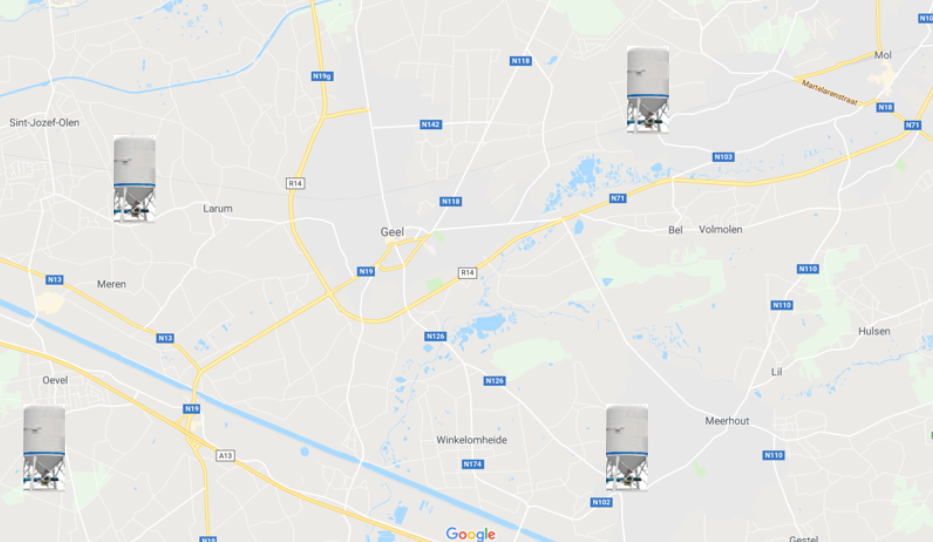 N10
Mol
N118
N19g
Martelarenstraat
N18
Sint-Jozef-Olen
N142
N71
N103
R14
N118
N71
Larum
Geel
Bel
Volmolen
N19
R14
N110
N13
Meren
N110
Hulsen
N13
N126
Lil
Oevel
N126
N19
Meerhout
Winkelomheide
A13
N110
N174
N102
Google
Gestel